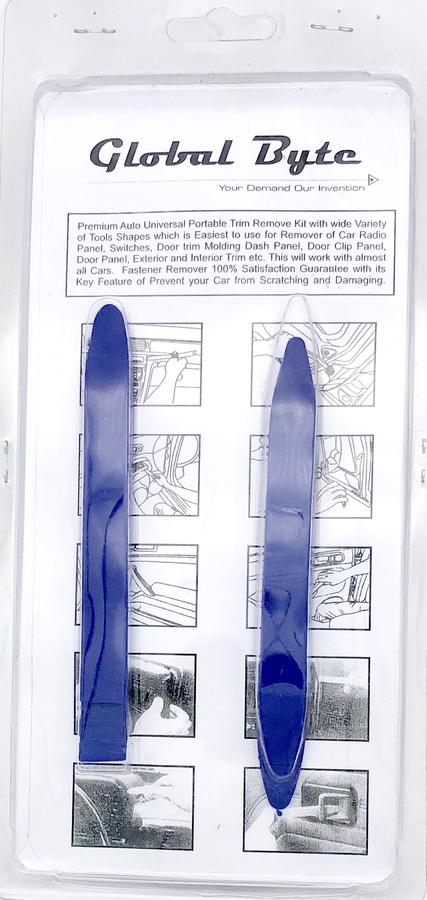 Global Byte
Your Demand Our Invention
Premium Auto Universal Portable Trim Remove Kit with wide Variety
of Tools Shapes which is Easiest to use for Remover of Car Radio
Panel, Switches, Door trim Molding Dash Panel, Door Clip Panel,
Door Panel, Exterior and Interior Trim etc. This will work with almost
all Cars. Fastener Remover 100% Satisfaction Guarantee with its
Key Feature of Prevent your Car from Scratching and Damaging.